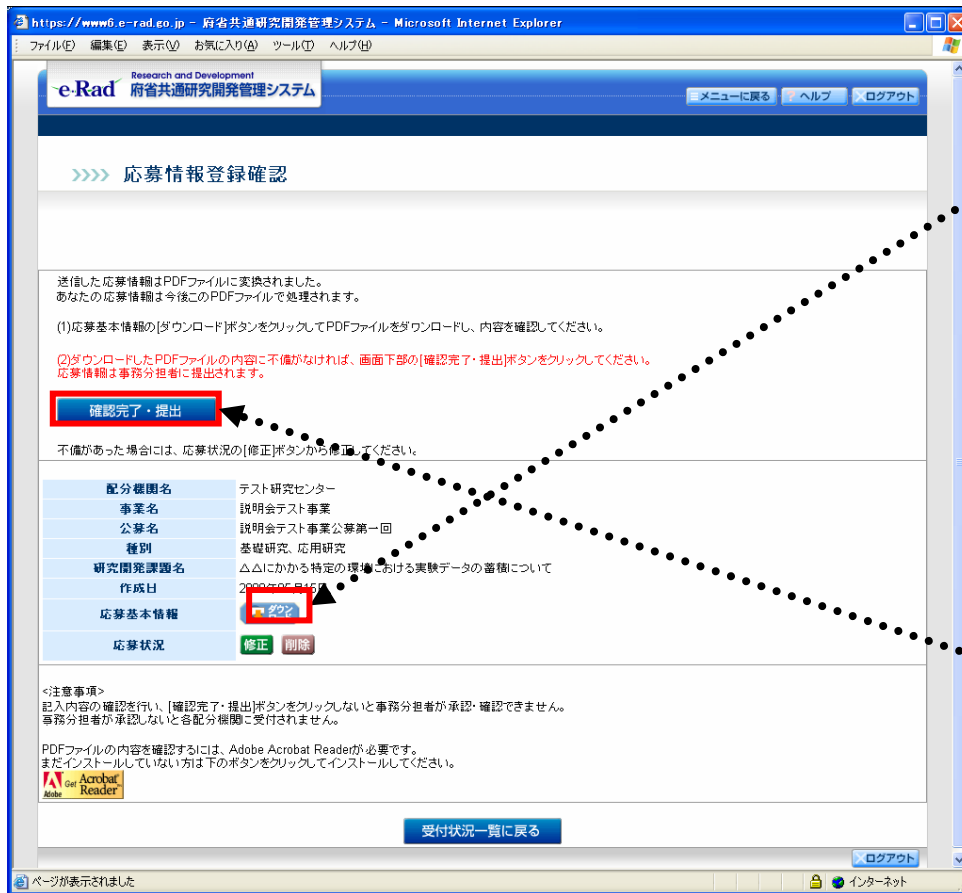 https://www6.e-rad.go.jp - 府省共通研究開発管理システム - Microsoft Internet Explorer
ファイル(F) 編集(E) 表示(V) お気に入り(A) ツール(T) ヘルプ(H)
Research and Development
e-Rad 府省共通研究開発管理システム
メニューに戻る ? ヘルプ ログアウト
>>>> 応募情報登録確認
送信した応募情報はPDFファイルに変換されました。
あなたの応募情報は今後このPDFファイルで処理されます。
(1)応募基本情報の[ダウンロード]ボタンをクリックしてPDFファイルをダウンロードし、内容を確認してください。
(2)ダウンロードしたPDFファイルの内容に不備がなければ、画面下部の[確認完了・提出]ボタンをクリックしてください。
応募情報は事務分担者に提出されます。
確認完了・提出
不備があった場合には、応募状況の[修正]ボタンから修正してください。
配分機関名 テスト研究センター
事業名 説明会テスト事業
公募名 説明会テスト事業公募第一回
種別 基礎研究、応用研究
研究開発課題名 △△にかかる特定の環境における実験データの蓄積について
作成日
応募基本情報 ダウン
応募状況 修正 削除
<注意事項>
記入内容の確認を行い、[確認完了・提出]ボタンをクリックしないと事務分担者が承認・確認できません。
事務分担者が承認しないと各配分機関に受付されません。
PDFファイルの内容を確認するには、Adobe Acrobat Readerが必要です。
まだインストールしていない方は下のボタンをクリックしてインストールしてください。
Adobe Get Acrobat Reader
受付状況一覧に戻る
ログアウト
ページが表示されました インターネット